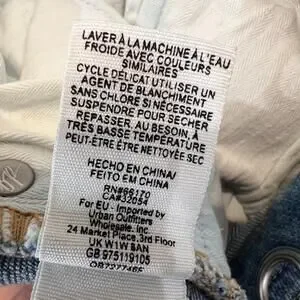 LAVER À LA MACHINE À L'EAU
FROIDE AVEC COULEURS
SIMILAIRES
CYCLE DÉLICAT UTILISER UN
AGENT DE BLANCHIMENT
SANS CHLORE SI NÉCESSAIRE
SUSPENDRE POUR SÉCHER
REPASSER, AU BESOIN, À
TRÈS BASSE TEMPÉRATURE
PEUT-ÊTRE ÊTRE NETTOYÉE SEC
HECHO EN CHINA/
FEITO EM CHINA
RN#66170
CA#32054
For EU - Imported by
Urban Outfitters
Wholesale, Inc.
24 Market Place, 3rd Floor
UK W1W 8AN
GB 975119105
OB7277465